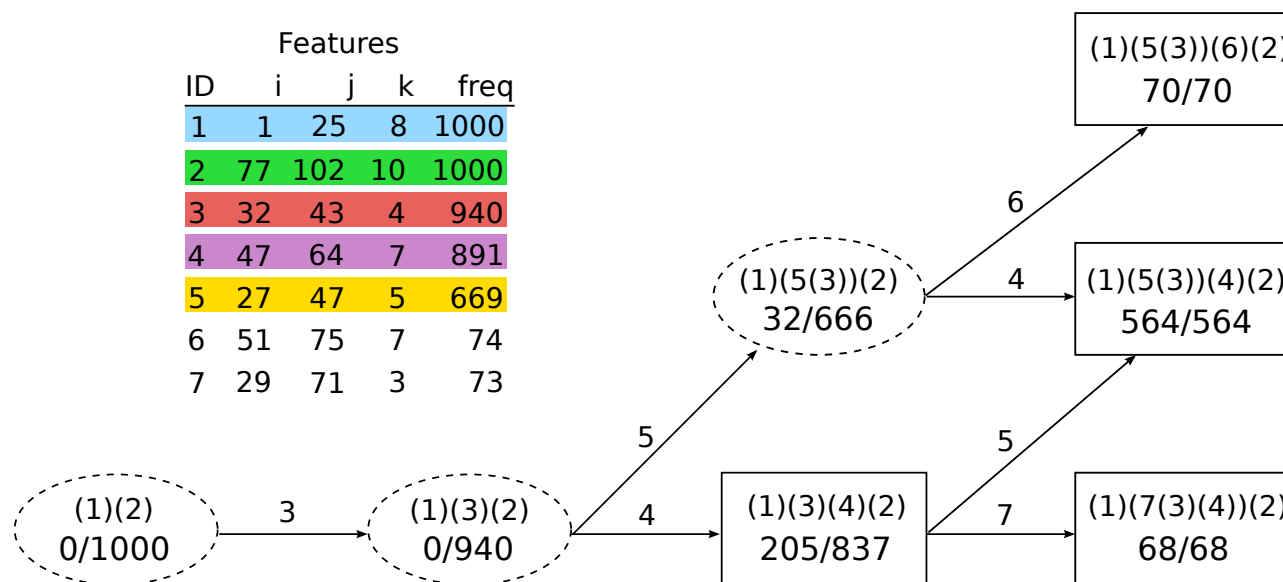 Features
ID i j k freq
1 1 25 8 1000
2 77 102 10 1000
3 32 43 4 940
4 47 64 7 891
5 27 47 5 669
6 51 75 7 74
7 29 71 3 73
(1)(5(3))(6)(2)
70/70
6
(1)(5(3))(2)
32/666
4
(1)(5(3))(4)(2)
564/564
5
5
(1)(2)
0/1000
3
(1)(3)(2)
0/940
4
(1)(3)(4)(2)
205/837
7
(1)(7(3)(4))(2)
68/68